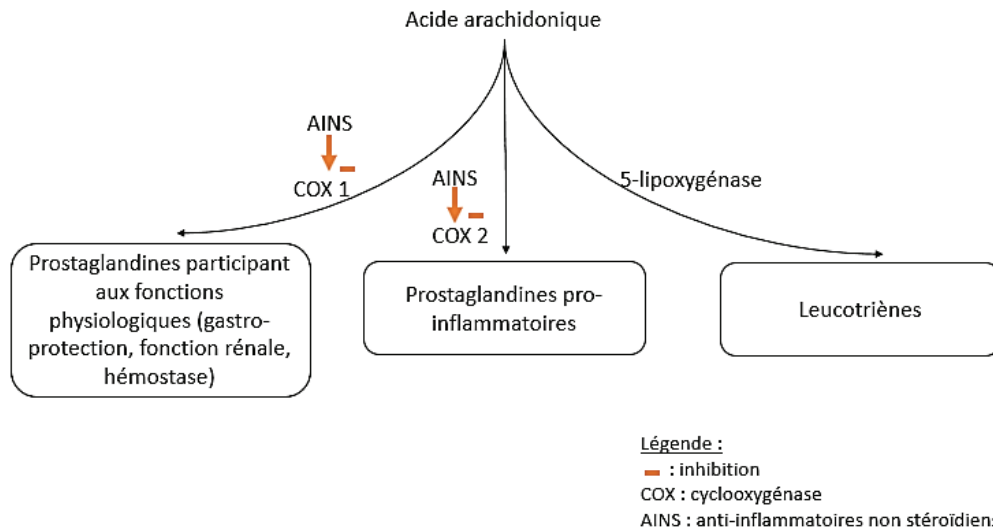 Acide arachidonique
AINS
COX 1
AINS
COX 2
5-lipoxygénase
Prostaglandines participant
aux fonctions
physiologiques (gastro-
protection, fonction rénale,
hémostase)
Prostaglandines pro-
inflammatoires
Leucotriènes
Légende :
- : inhibition
COX : cyclooxygénase
AINS : anti-inflammatoires non stéroïdiens